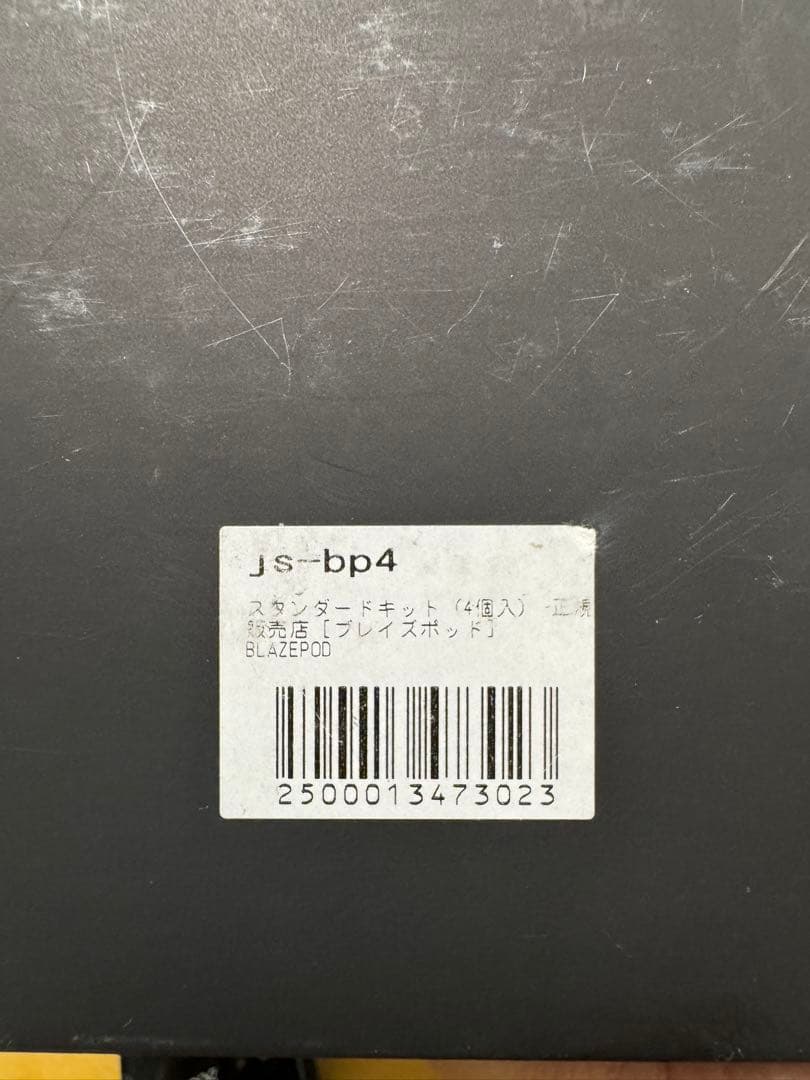 js-bp4
スタンダードキット (4個入) -正規
販売店 [ブレイズポッド]
BLAZEPOD
2500013473023